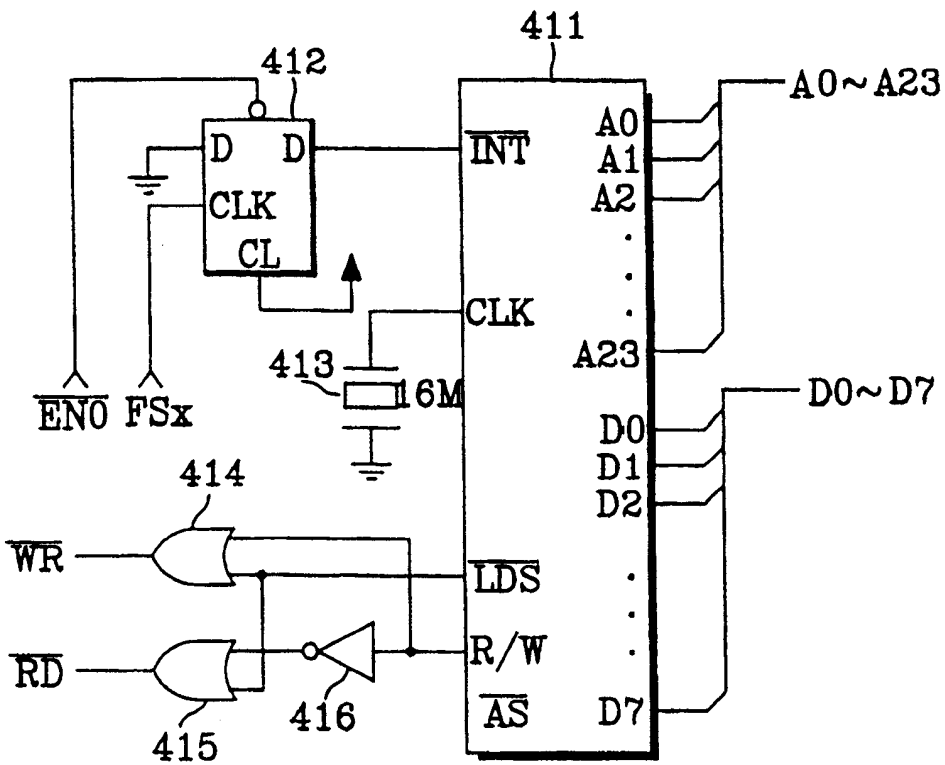 411
412
A0~A23
D D
INT
A0
A1
CLK
A2
CL
CLK
413
16M
A23
EN0 FSx
D0~D7
D0
D1
D2
414
WR
LDS
RD
R/W
416
AS
D7
415